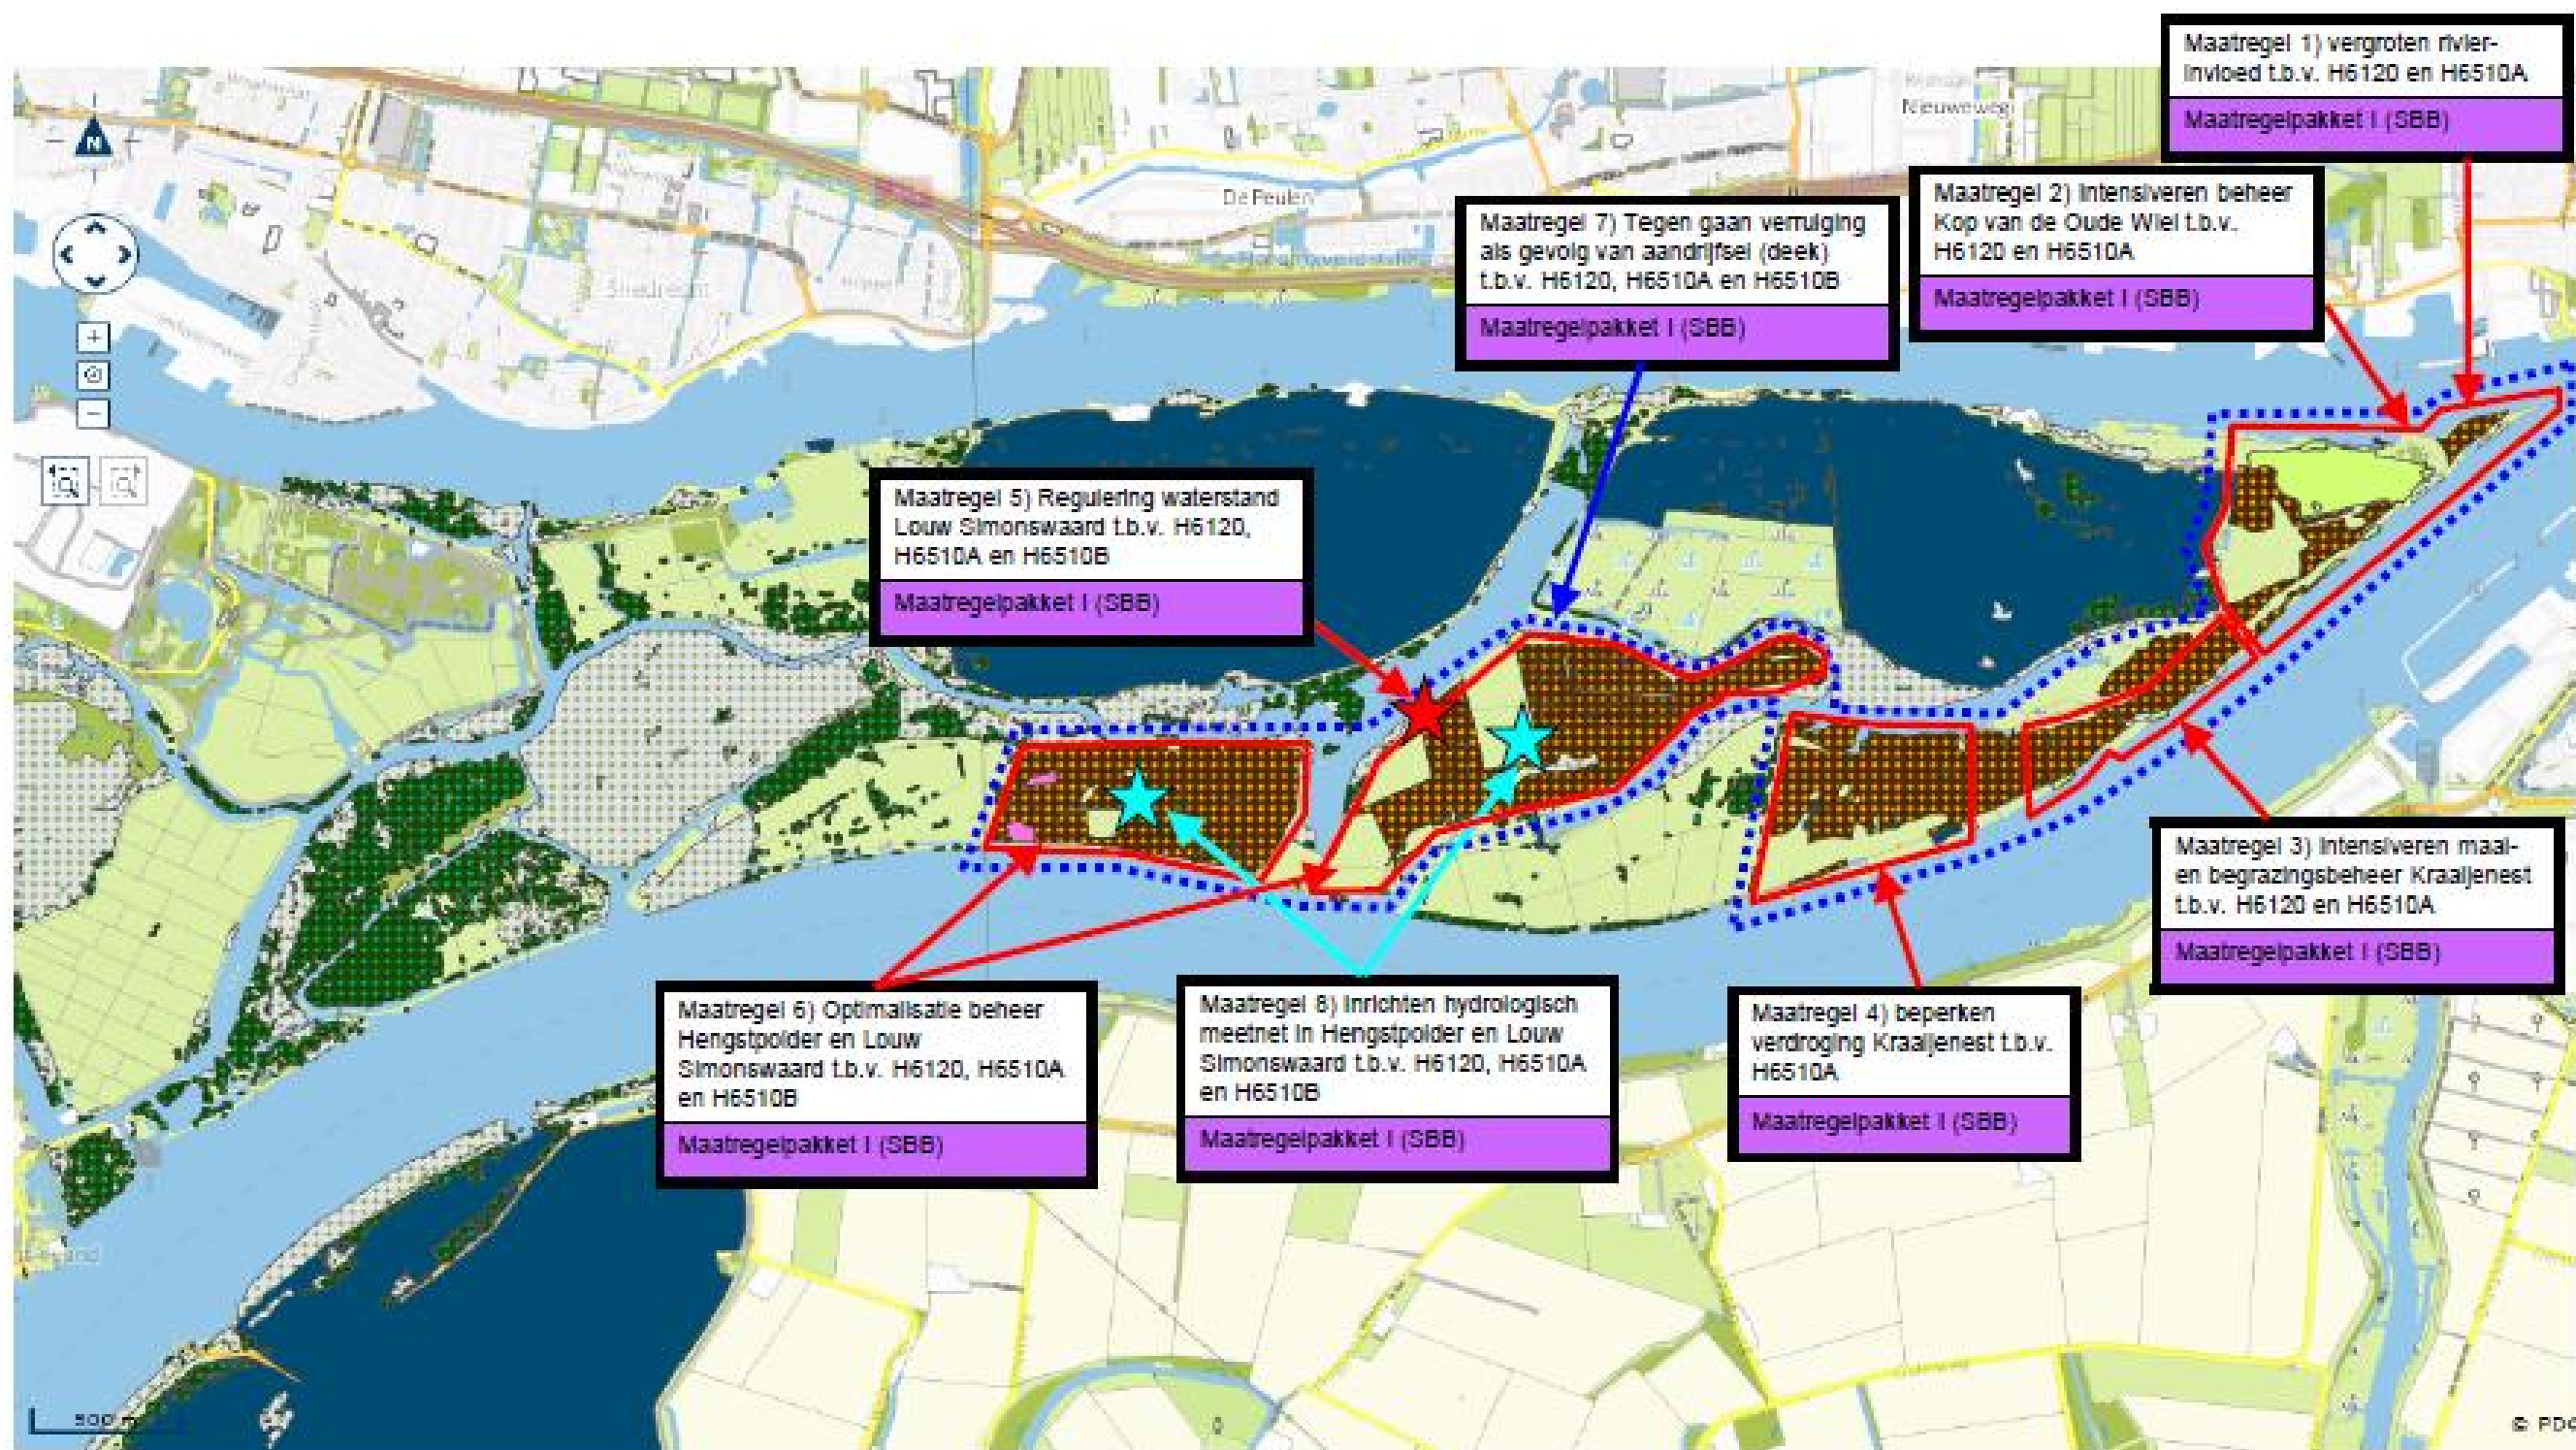 Maatregel 1) vergroten rivier-
invloed t.b.v. H6120 en H6510A
Maatregelpakket I (SBB)
Maatregel 2) Intensiveren beheer
Kop van de Oude Wiel t.b.v.
H6120 en H6510A
Maatregelpakket I (SBB)
Maatregel 7) Tegen gaan verruiging
als gevolg van aandrijfsel (deek)
t.b.v. H6120, H6510A en H6510B
Maatregelpakket I (SBB)
Nieuweweg
De Peulen
Sliedrecht
N
Maatregel 5) Regulering waterstand
Louw Simonswaard t.b.v. H6120,
H6510A en H6510B
Maatregelpakket I (SBB)
Maatregel 3) Intensiveren maai-
en begrazingsbeheer Kraaijenest
t.b.v. H6120 en H6510A
Maatregelpakket I (SBB)
Maatregel 6) Optimalisatie beheer
Hengstpolder en Louw
Simonswaard t.b.v. H6120, H6510A
en H6510B
Maatregelpakket I (SBB)
Maatregel 8) Inrichten hydrologisch
meetnet in Hengstpolder en Louw
Simonswaard t.b.v. H6120, H6510A
en H6510B
Maatregelpakket I (SBB)
Maatregel 4) beperken
verdroging Kraaijenest t.b.v.
H6510A
Maatregelpakket I (SBB)
500 m
© PDo